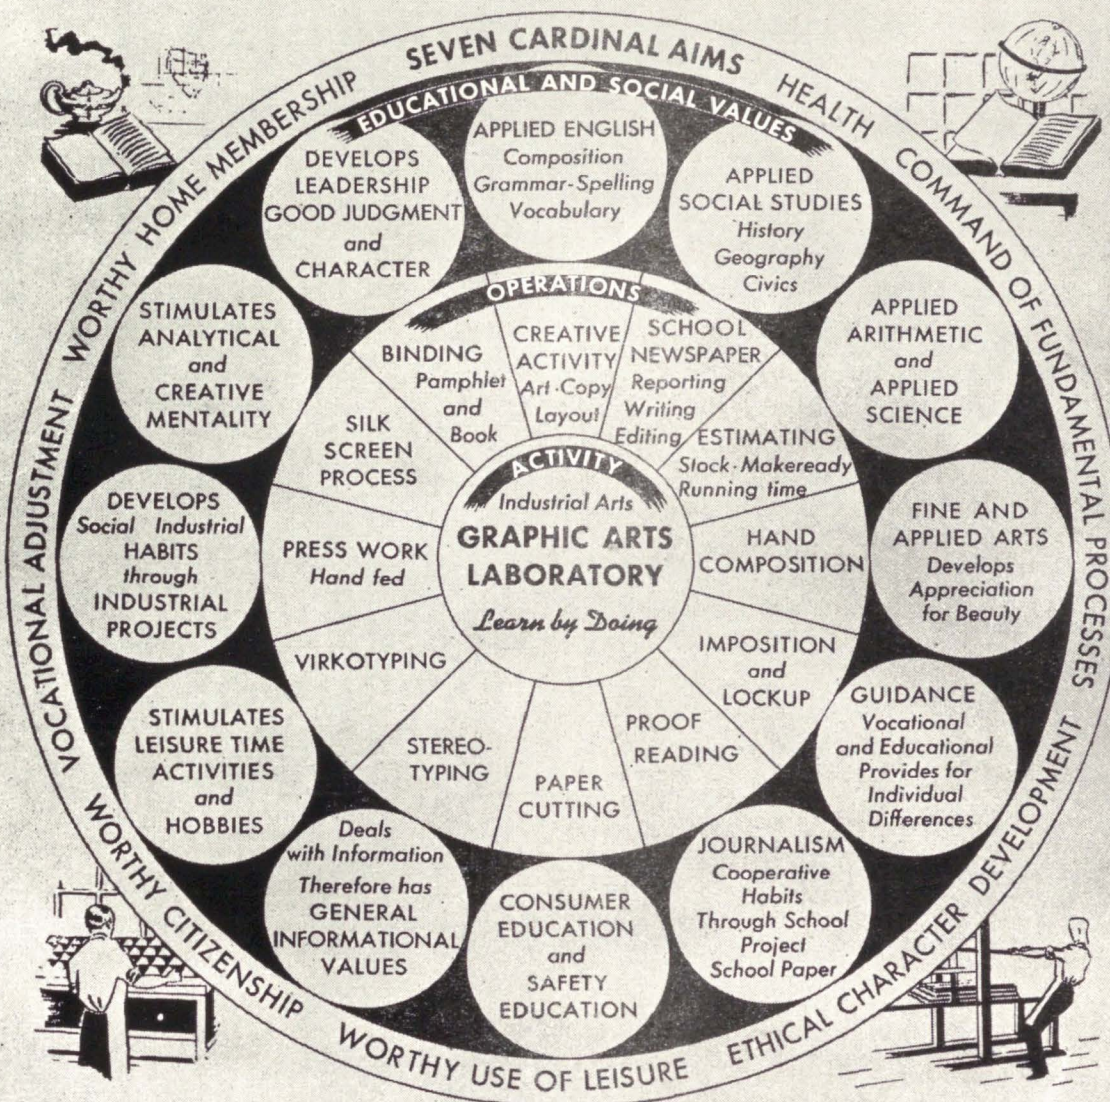 SEVEN CARDINAL AIMS
HEALTH
COMMAND OF FUNDAMENTAL PROCESSES
ETHICAL CHARACTER DEVELOPMENT
WORTHY USE OF LEISURE
WORTHY CITIZENSHIP
VOCATIONAL ADJUSTMENT
WORTHY HOME MEMBERSHIP
EDUCATIONAL AND SOCIAL VALUES
APPLIED ENGLISH
Composition
Grammar-Spelling
Vocabulary
APPLIED
SOCIAL STUDIES
History
Geography
Civics
APPLIED
ARITHMETIC
and
APPLIED
SCIENCE
FINE AND
APPLIED ARTS
Develops
Appreciation
for Beauty
GUIDANCE
Vocational
and Educational
Provides for
Individual
Differences
JOURNALISM
Cooperative
Habits
Through School
Project
School Paper
CONSUMER
EDUCATION
and
SAFETY
EDUCATION
Deals
with Information
Therefore has
GENERAL
INFORMATIONAL
VALUES
STIMULATES
LEISURE TIME
ACTIVITIES
and
HOBBIES
DEVELOPS
Social Industrial
HABITS
through
INDUSTRIAL
PROJECTS
STIMULATES
ANALYTICAL
and
CREATIVE
MENTALITY
DEVELOPS
LEADERSHIP
GOOD JUDGMENT
and
CHARACTER
OPERATIONS
CREATIVE
ACTIVITY
Art-Copy
Layout
SCHOOL
NEWSPAPER
Reporting
Writing
Editing
ESTIMATING
Stock-Makeready
Running time
HAND
COMPOSITION
IMPOSITION
and
LOCKUP
PROOF
READING
PAPER
CUTTING
STEREO-
TYPING
VIRKOTYPING
PRESS WORK
Hand fed
SILK
SCREEN
PROCESS
BINDING
Pamphlet
and
Book
ACTIVITY
Industrial Arts
GRAPHIC ARTS
LABORATORY
Learn by Doing